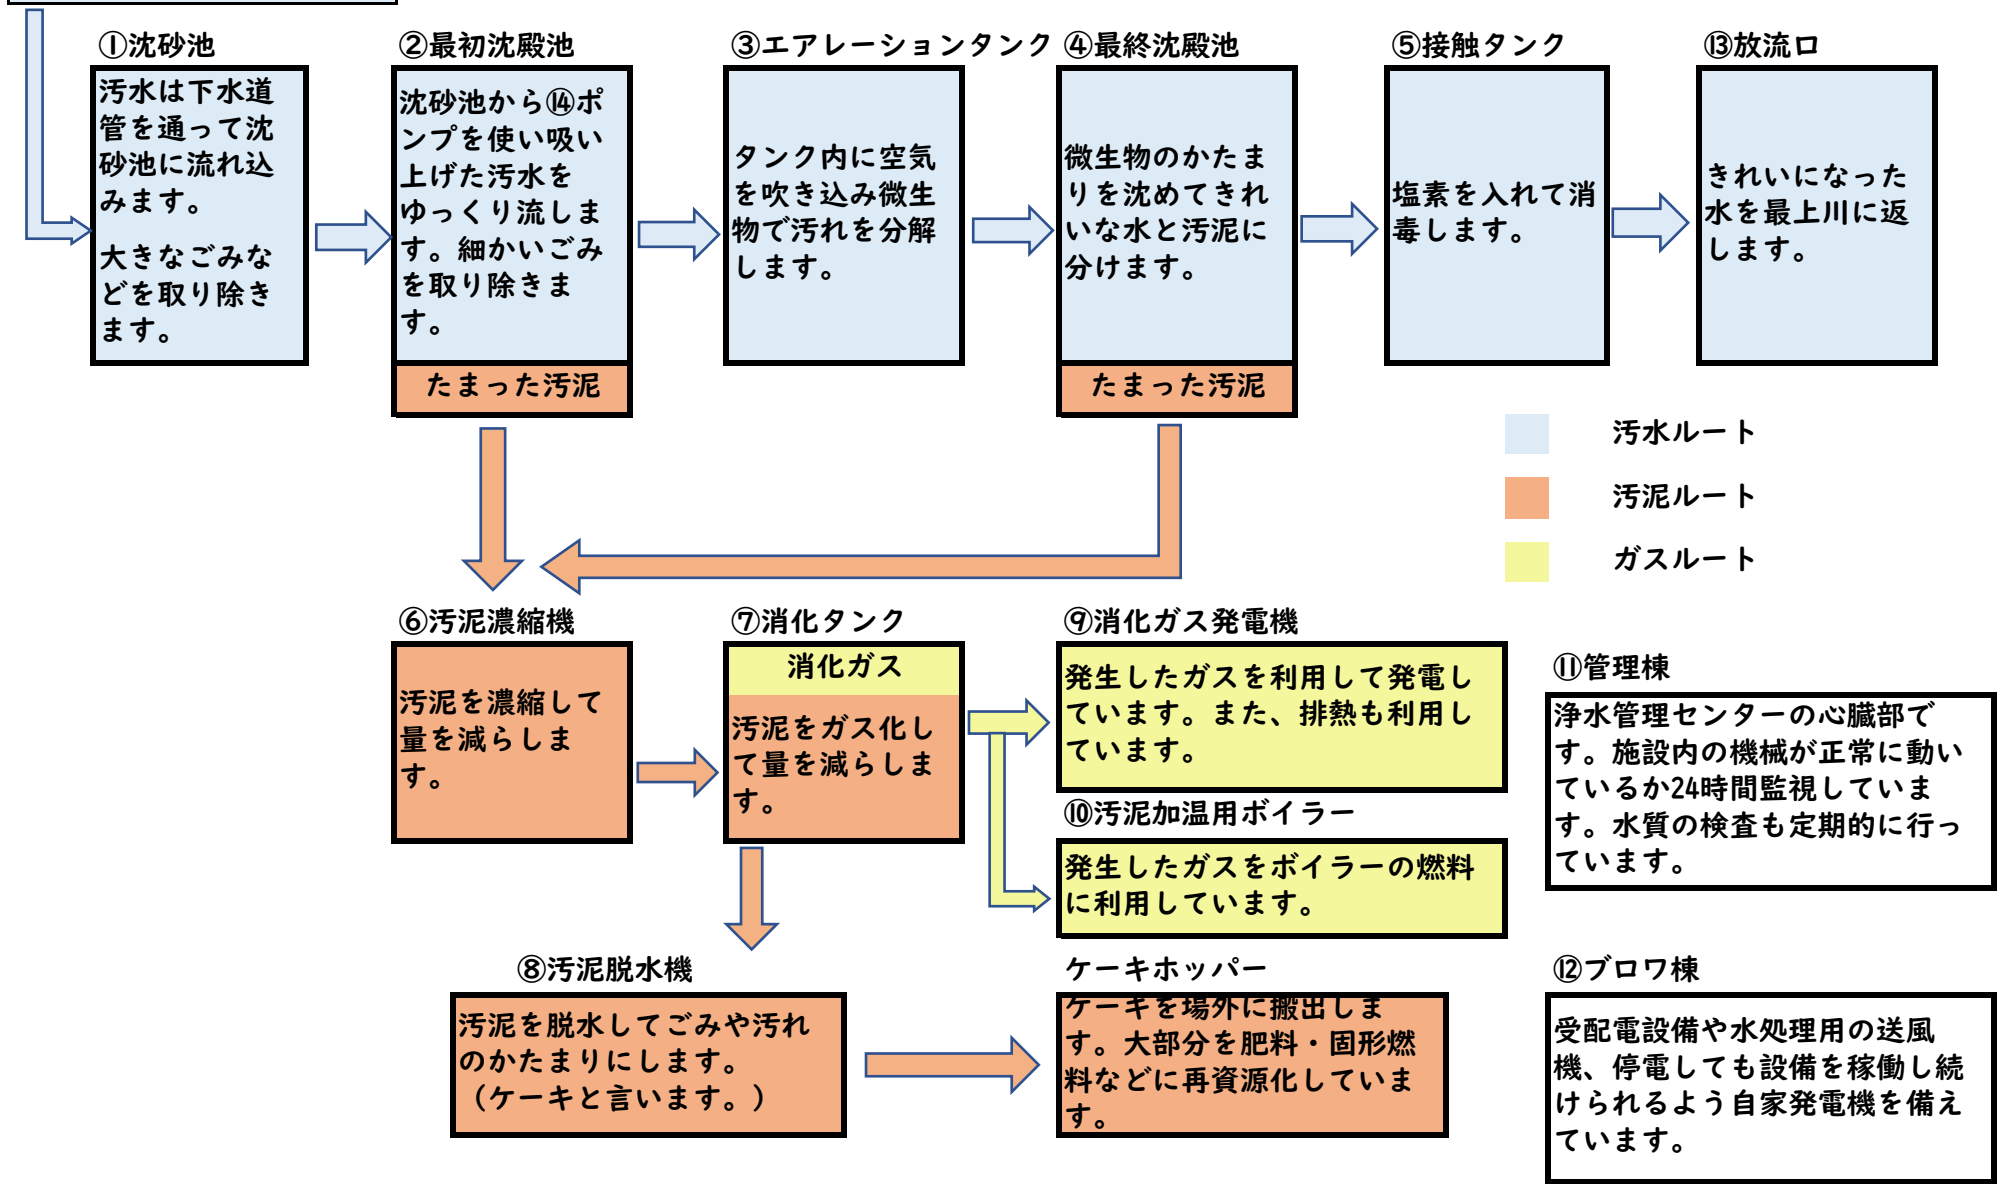 ①沈砂池
汚水は下水道
管を通って沈
砂池に流れ込
みます。
大きなごみな
どを取り除き
ます。
②最初沈殿池
沈砂池から⑭ポ
ンプを使い吸い
上げた汚水を
ゆっくり流しま
す。細かいごみ
を取り除きま
す。
たまった汚泥
③エアレーションタンク
タンク内に空気
を吹き込み微生
物で汚れを分解
します。
④最終沈殿池
微生物のかたま
りを沈めてきれ
いな水と汚泥に
分けます。
たまった汚泥
⑤接触タンク
塩素を入れて消
毒します。
⑬放流口
きれいになった
水を最上川に返
します。
汚水ルート
汚泥ルート
ガスルート
⑥汚泥濃縮機
汚泥を濃縮して
量を減らしま
す。
⑦消化タンク
消化ガス
汚泥をガス化し
て量を減らしま
す。
⑨消化ガス発電機
発生したガスを利用して発電し
ています。また、排熱も利用し
ています。
⑩汚泥加温用ボイラー
発生したガスをボイラーの燃料
に利用しています。
⑪管理棟
浄水管理センターの心臓部で
す。施設内の機械が正常に動い
ているか24時間監視していま
す。水質の検査も定期的に行っ
ています。
⑧汚泥脱水機
汚泥を脱水してごみや汚れ
のかたまりにします。
（ケーキと言います。）
ケーキホッパー
ケーキを場外に搬出しま
す。大部分を肥料・固形燃
料などに再資源化していま
す。
⑫ブロワ棟
受配電設備や水処理用の送風
機、停電しても設備を稼働し続
けられるよう自家発電機を備え
ています。